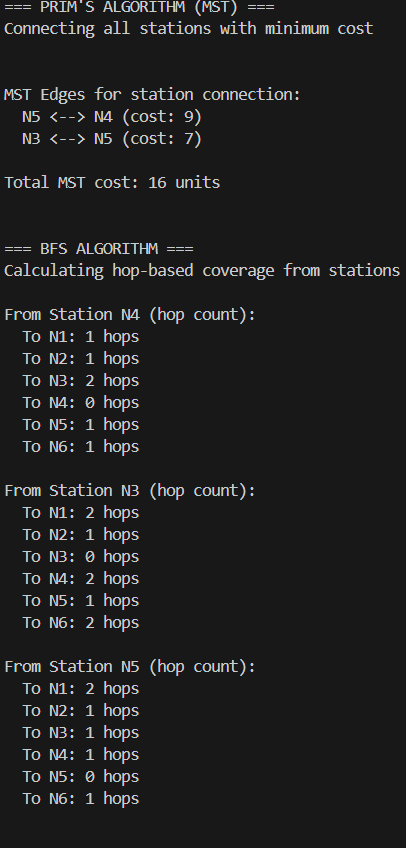 === PRIM'S ALGORITHM (MST) ===
Connecting all stations with minimum cost
MST Edges for station connection:
N5 <--> N4 (cost: 9)
N3 <--> N5 (cost: 7)
Total MST cost: 16 units
=== BFS ALGORITHM ===
Calculating hop-based coverage from stations
From Station N4 (hop count):
To N1: 1 hops
To N2: 1 hops
To N3: 2 hops
To N4: 0 hops
To N5: 1 hops
To N6: 1 hops
From Station N3 (hop count):
To N1: 2 hops
To N2: 1 hops
To N3: 0 hops
To N4: 2 hops
To N5: 1 hops
To N6: 2 hops
From Station N5 (hop count):
To N1: 2 hops
To N2: 1 hops
To N3: 1 hops
To N4: 1 hops
To N5: 0 hops
To N6: 1 hops